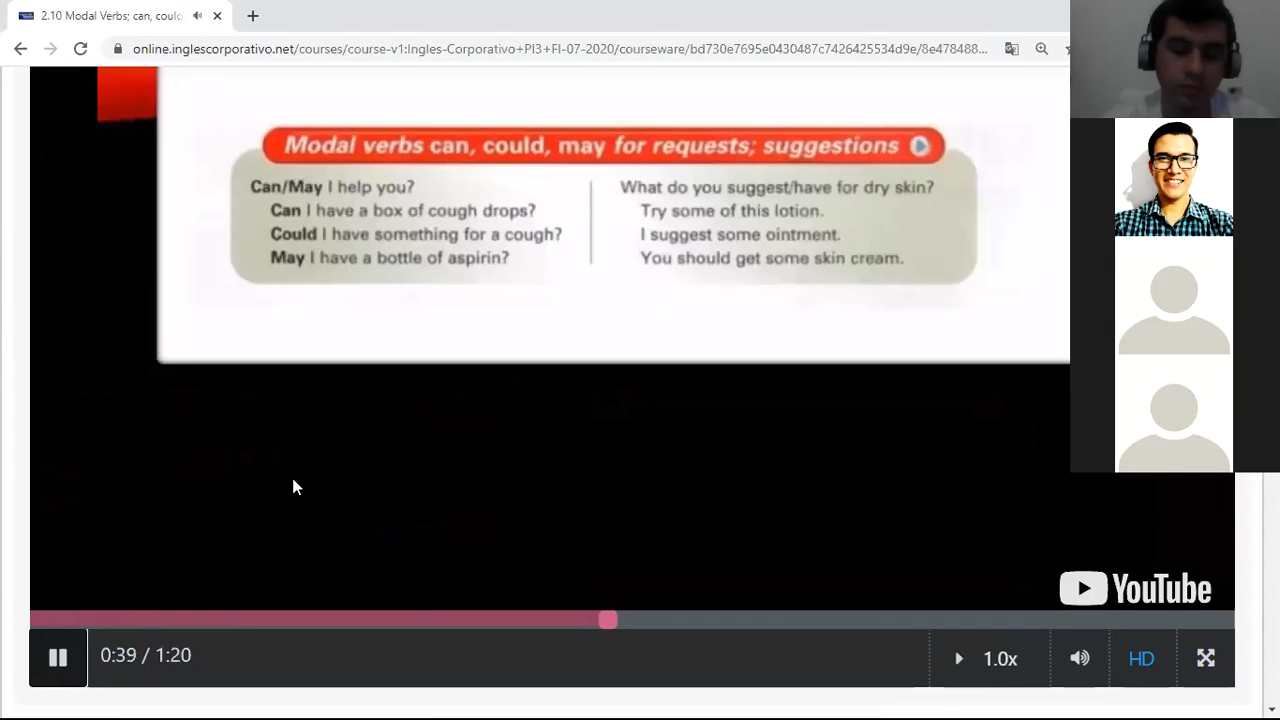 2.10 Modal Verbs; can, coulc
online.inglescorporativo.net/courses/course-v1:Ingles-Corporativo+PI3+FI-07-2020/courseware/bd730e7695e0430487c7426425534d9e/8e478488...
Modal verbs can, could, may for requests; suggestions
Can/May I help you?
Can I have a box of cough drops?
Could I have something for a cough?
May I have a bottle of aspirin?
What do you suggest/have for dry skin?
Try some of this lotion.
I suggest some ointment.
You should get some skin cream.
YouTube
0:39 / 1:20
1.0x
HD